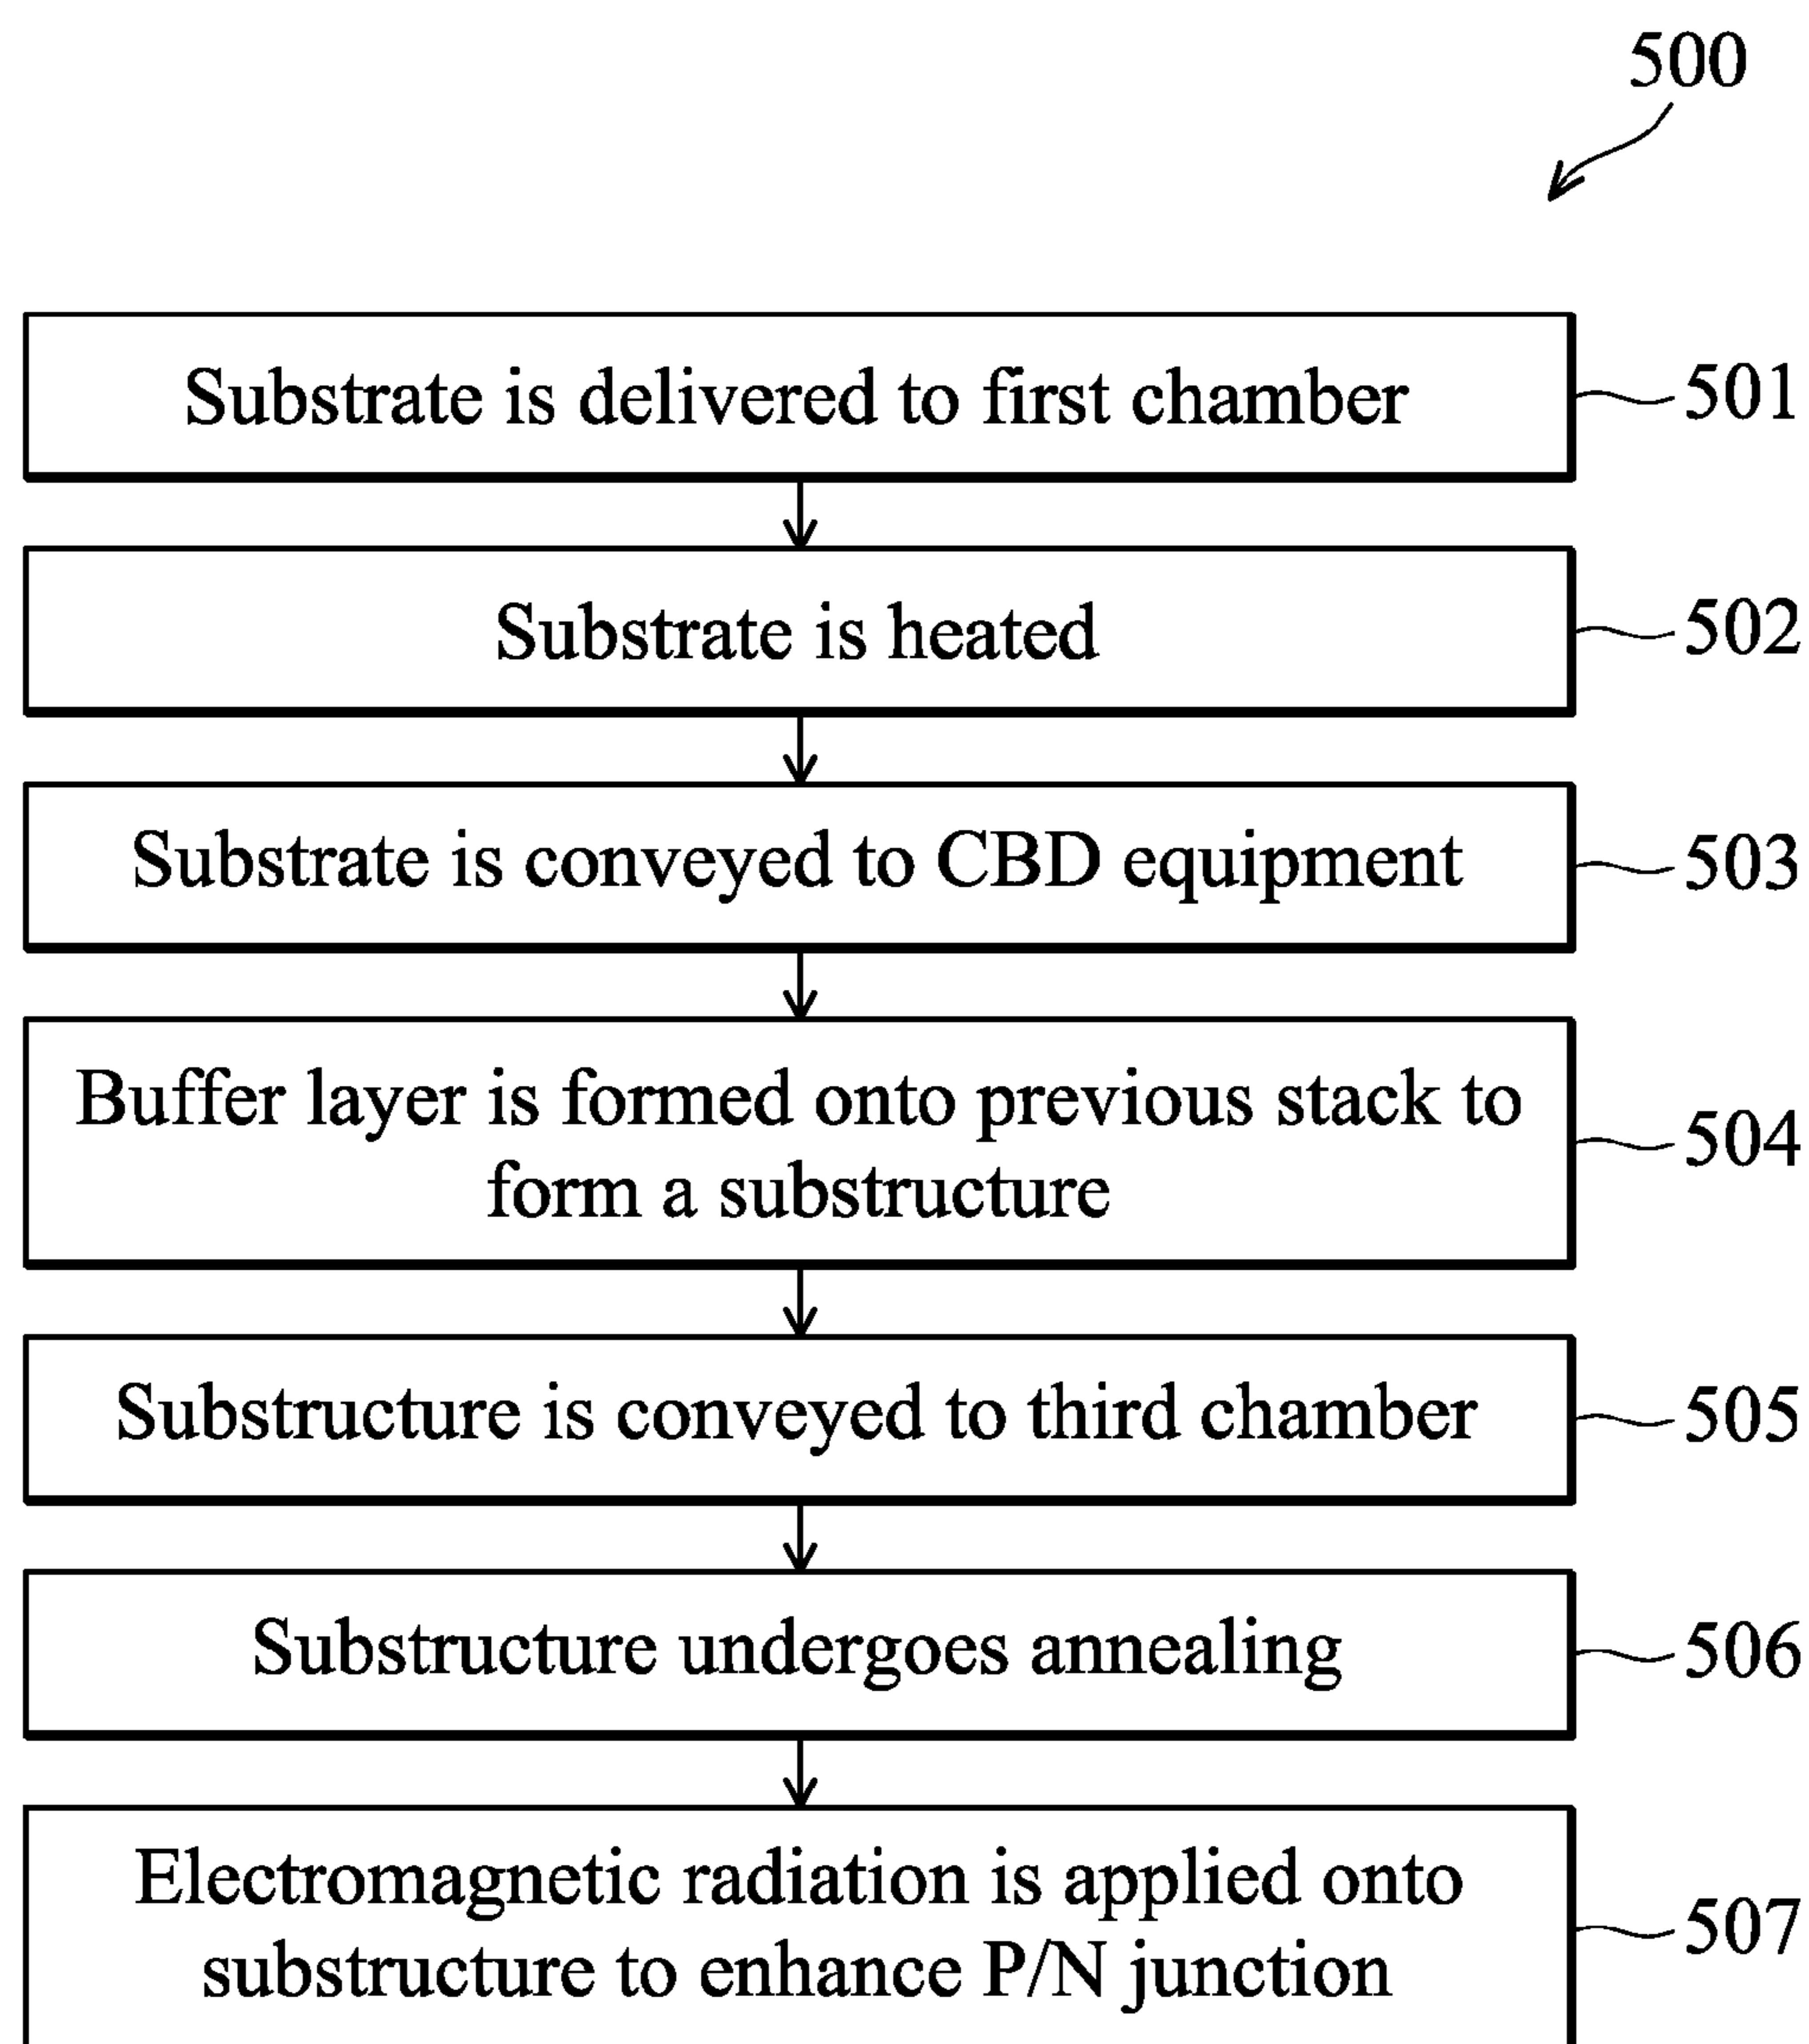 500
Substrate is delivered to first chamber
501
Substrate is heated
502
Substrate is conveyed to CBD equipment
503
Buffer layer is formed onto previous stack to
form a substructure
504
Substructure is conveyed to third chamber
505
Substructure undergoes annealing
506
Electromagnetic radiation is applied onto
substructure to enhance P/N junction
507